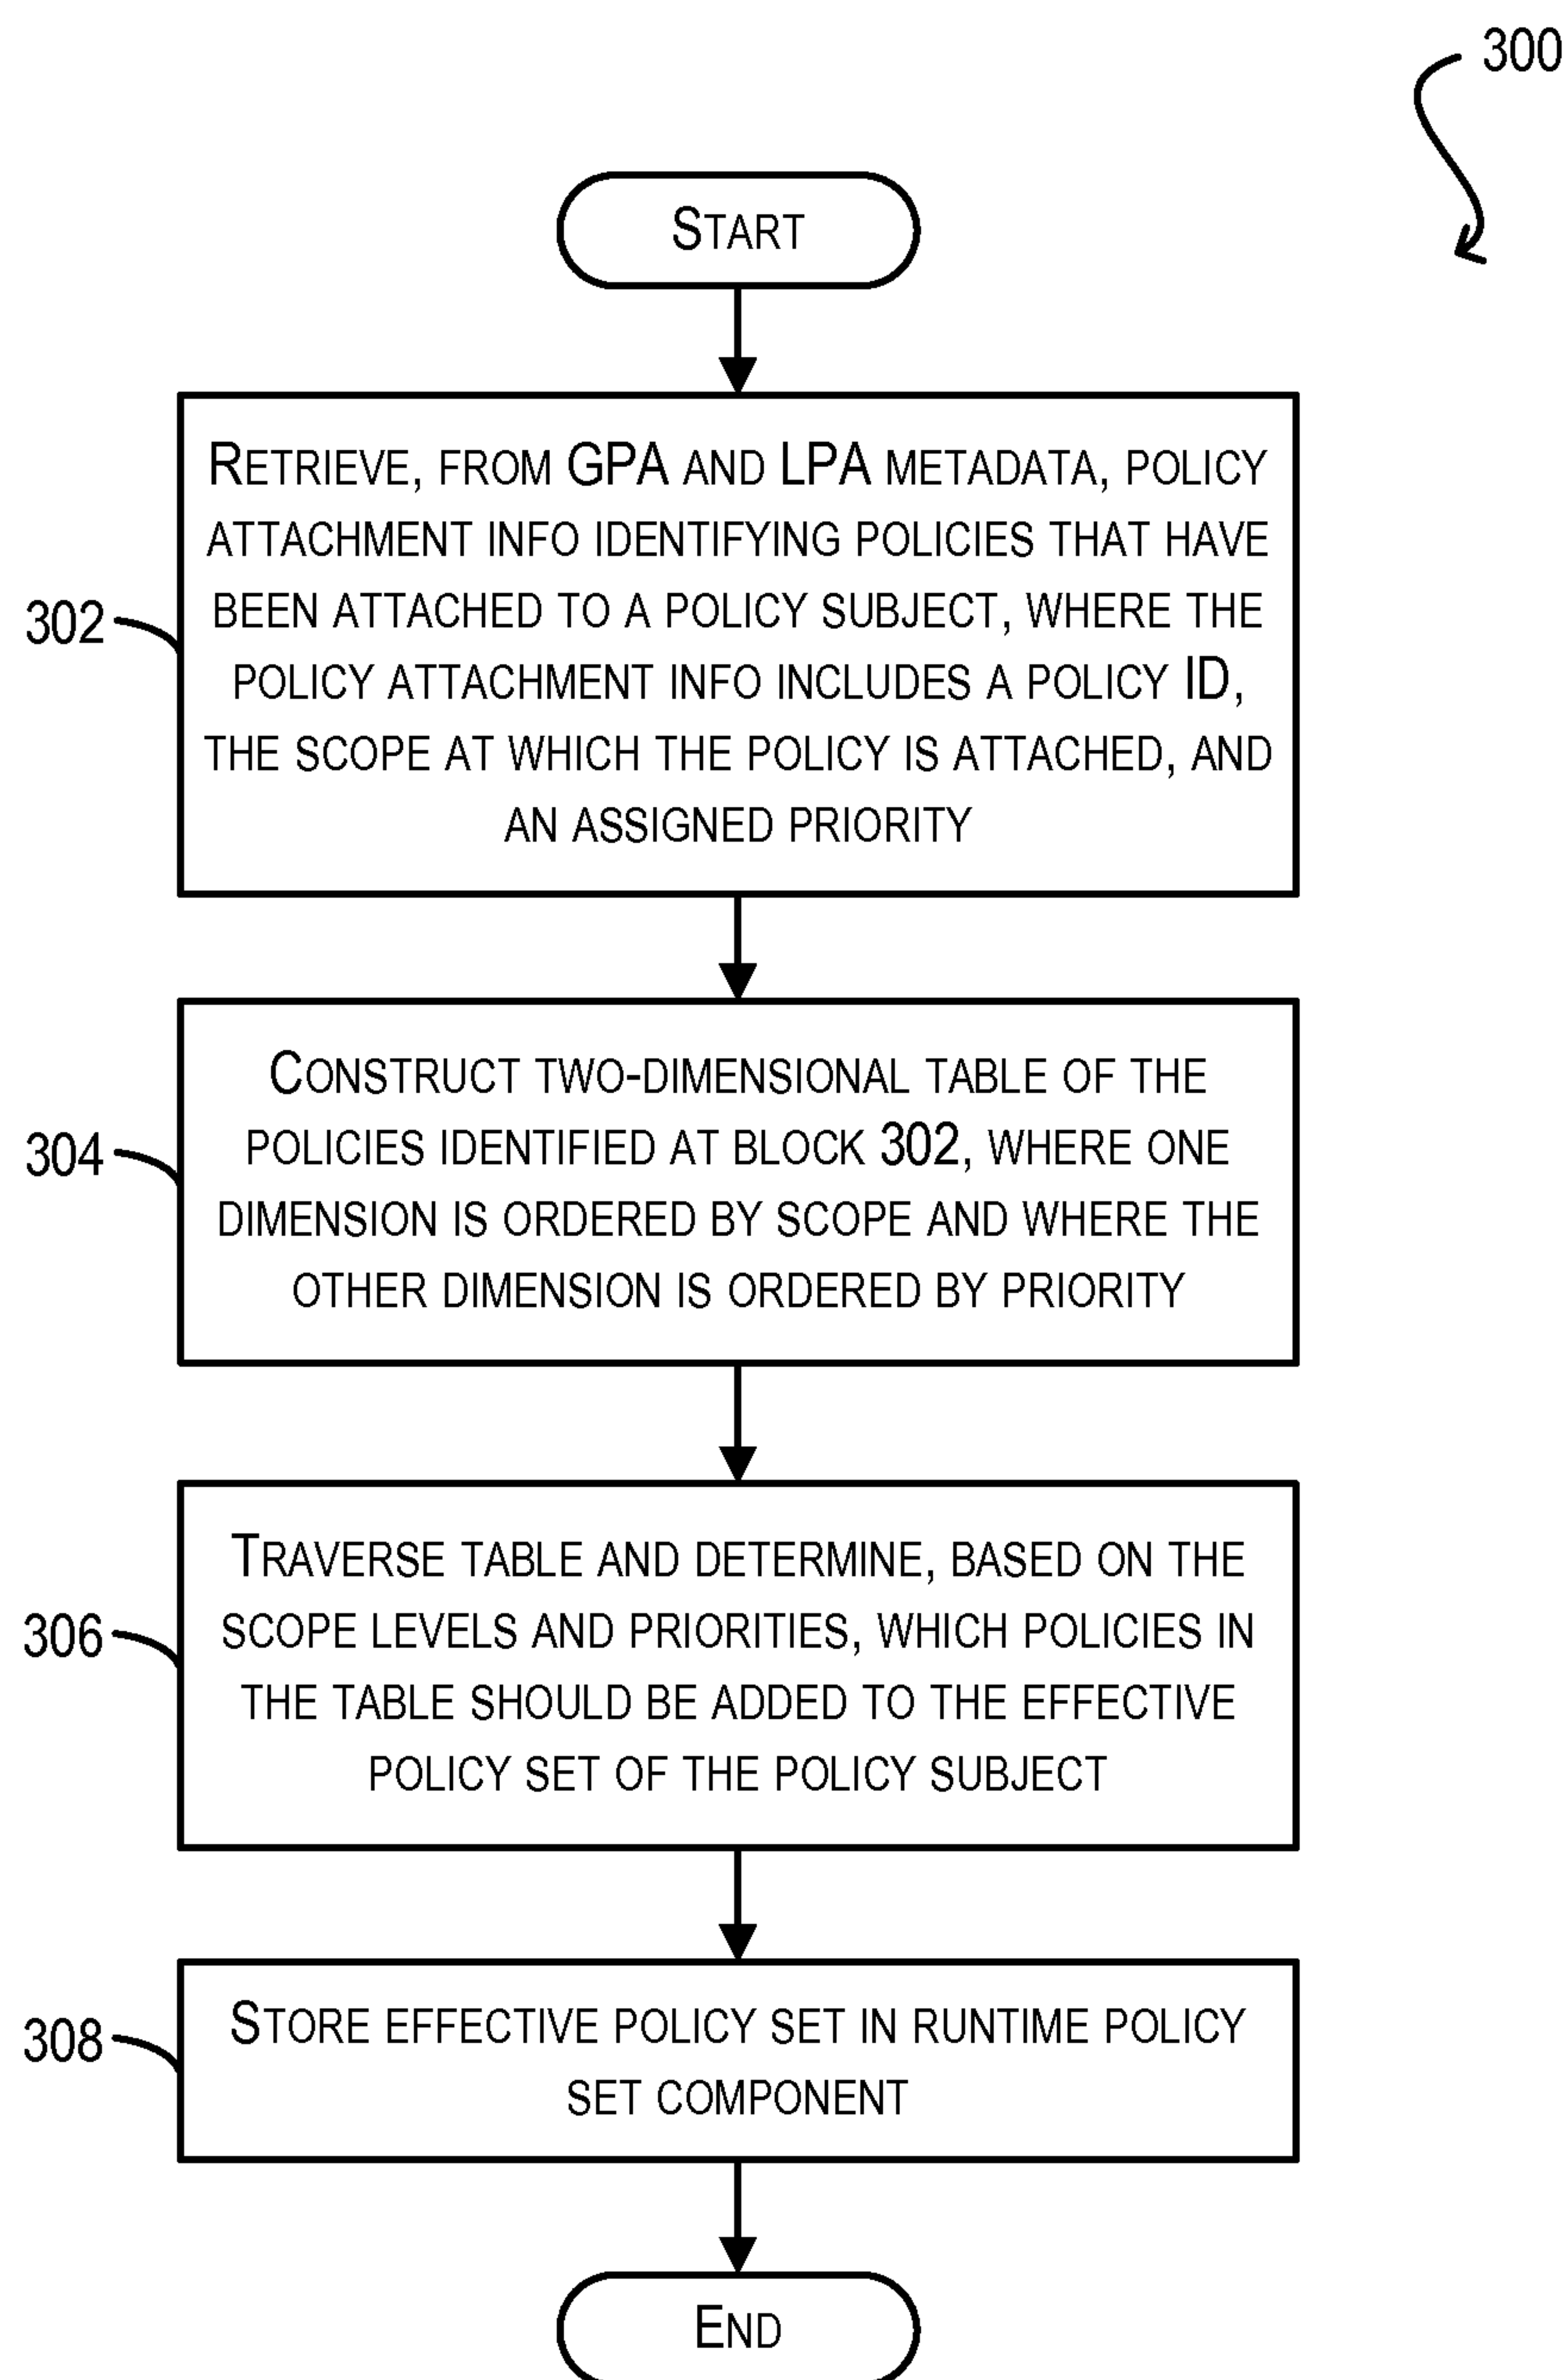 300
START
RETRIEVE, FROM GPA AND LPA METADATA, POLICY
ATTACHMENT INFO IDENTIFYING POLICIES THAT HAVE
BEEN ATTACHED TO A POLICY SUBJECT, WHERE THE
POLICY ATTACHMENT INFO INCLUDES A POLICY ID,
THE SCOPE AT WHICH THE POLICY IS ATTACHED, AND
AN ASSIGNED PRIORITY
302
CONSTRUCT TWO-DIMENSIONAL TABLE OF THE
POLICIES IDENTIFIED AT BLOCK 302, WHERE ONE
DIMENSION IS ORDERED BY SCOPE AND WHERE THE
OTHER DIMENSION IS ORDERED BY PRIORITY
304
TRAVERSE TABLE AND DETERMINE, BASED ON THE
SCOPE LEVELS AND PRIORITIES, WHICH POLICIES IN
THE TABLE SHOULD BE ADDED TO THE EFFECTIVE
POLICY SET OF THE POLICY SUBJECT
306
STORE EFFECTIVE POLICY SET IN RUNTIME POLICY
SET COMPONENT
308
END